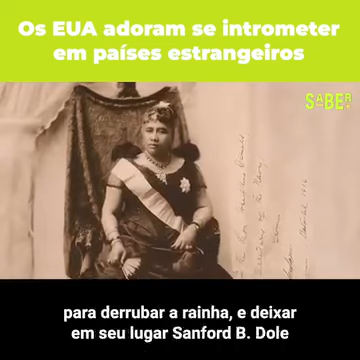 Os EUA adoram se intrometer
em países estrangeiros
SABER
para derrubar a rainha, e deixar
em seu lugar Sanford B. Dole